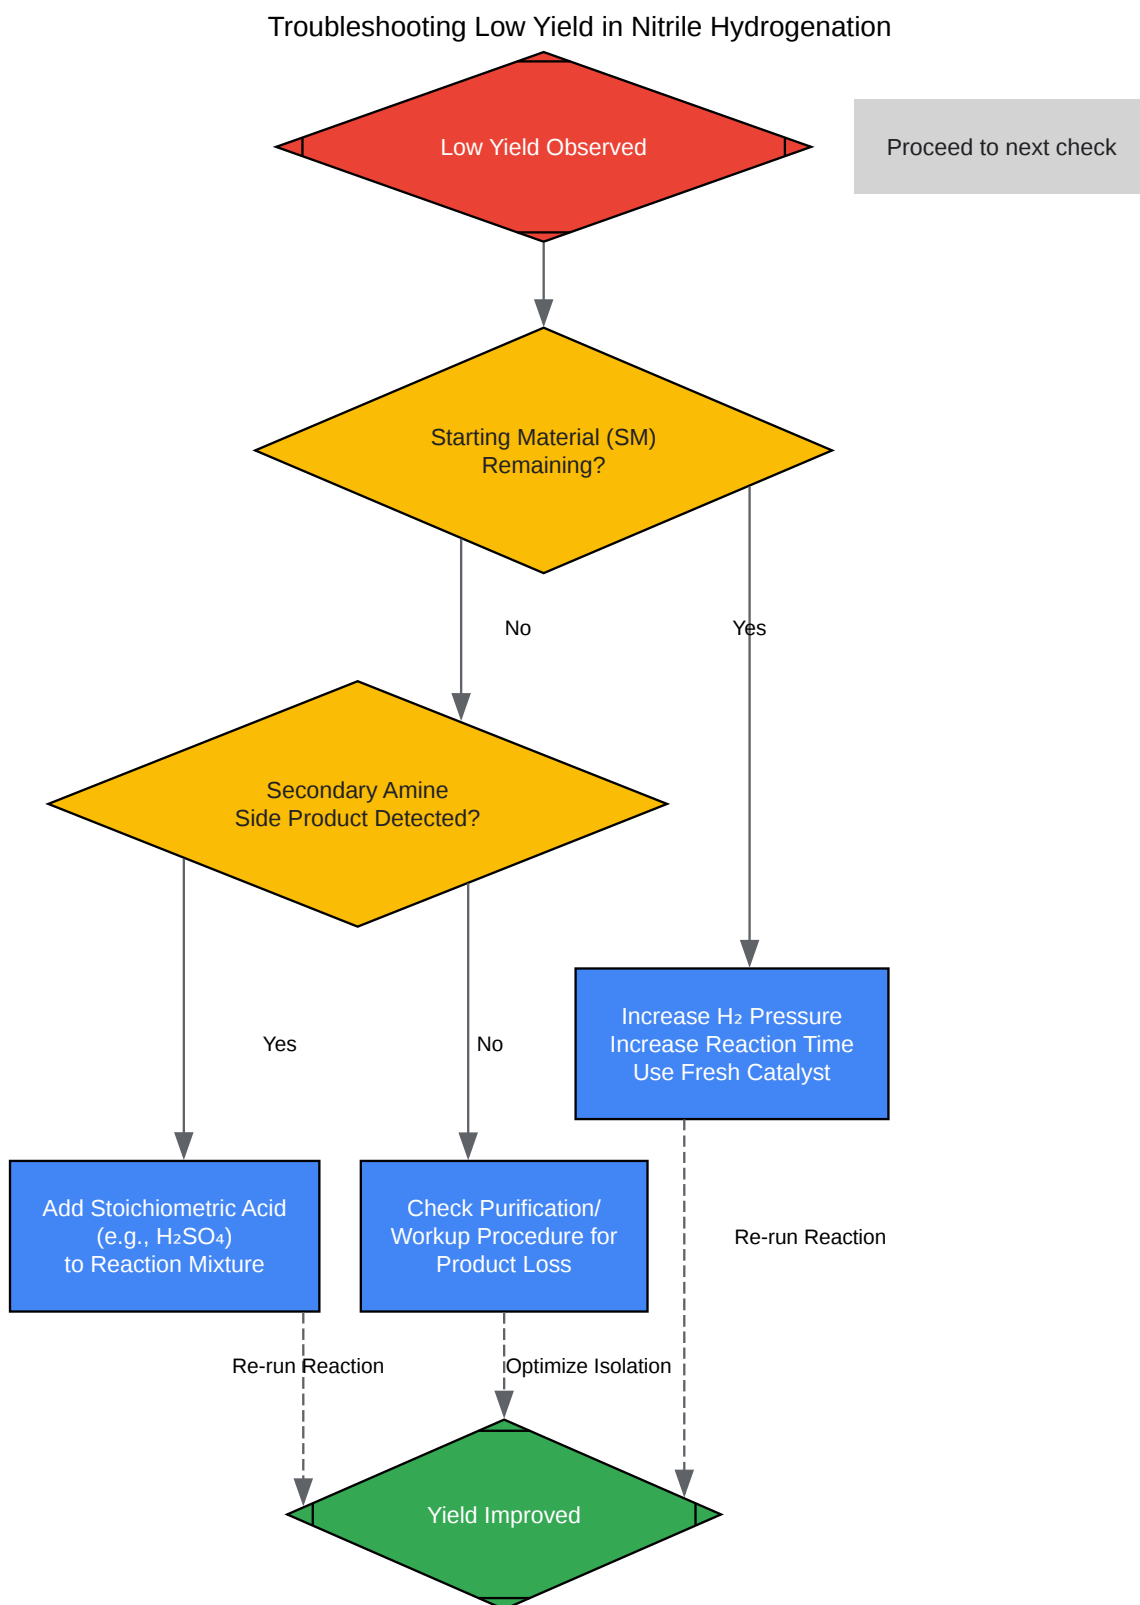 Troubleshooting Low Yield in Nitrile Hydrogenation
Low Yield Observed
Proceed to next check
Starting Material (SM)
Remaining?
No
Yes
Secondary Amine
Side Product Detected?
Yes
No
Increase H₂ Pressure
Increase Reaction Time
Use Fresh Catalyst
Add Stoichiometric Acid
(e.g., H₂SO₄)
to Reaction Mixture
Check Purification/
Workup Procedure for
Product Loss
Re-run Reaction
Re-run Reaction
Optimize Isolation
Yield Improved